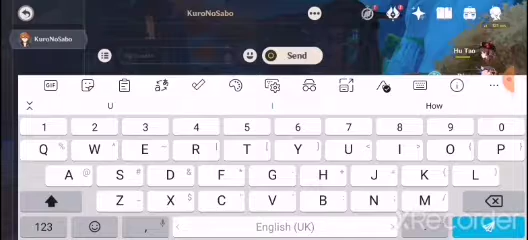 KuroNoSabo
KuroNoSabo
Send
Hu Tao
GIF
U I How
1 2 3 4 5 6 7 8 9 0
Q W E R T Y U I O P
A S D F G H J K L
Z X C V B N M
123 , English (UK) .
XRecorder